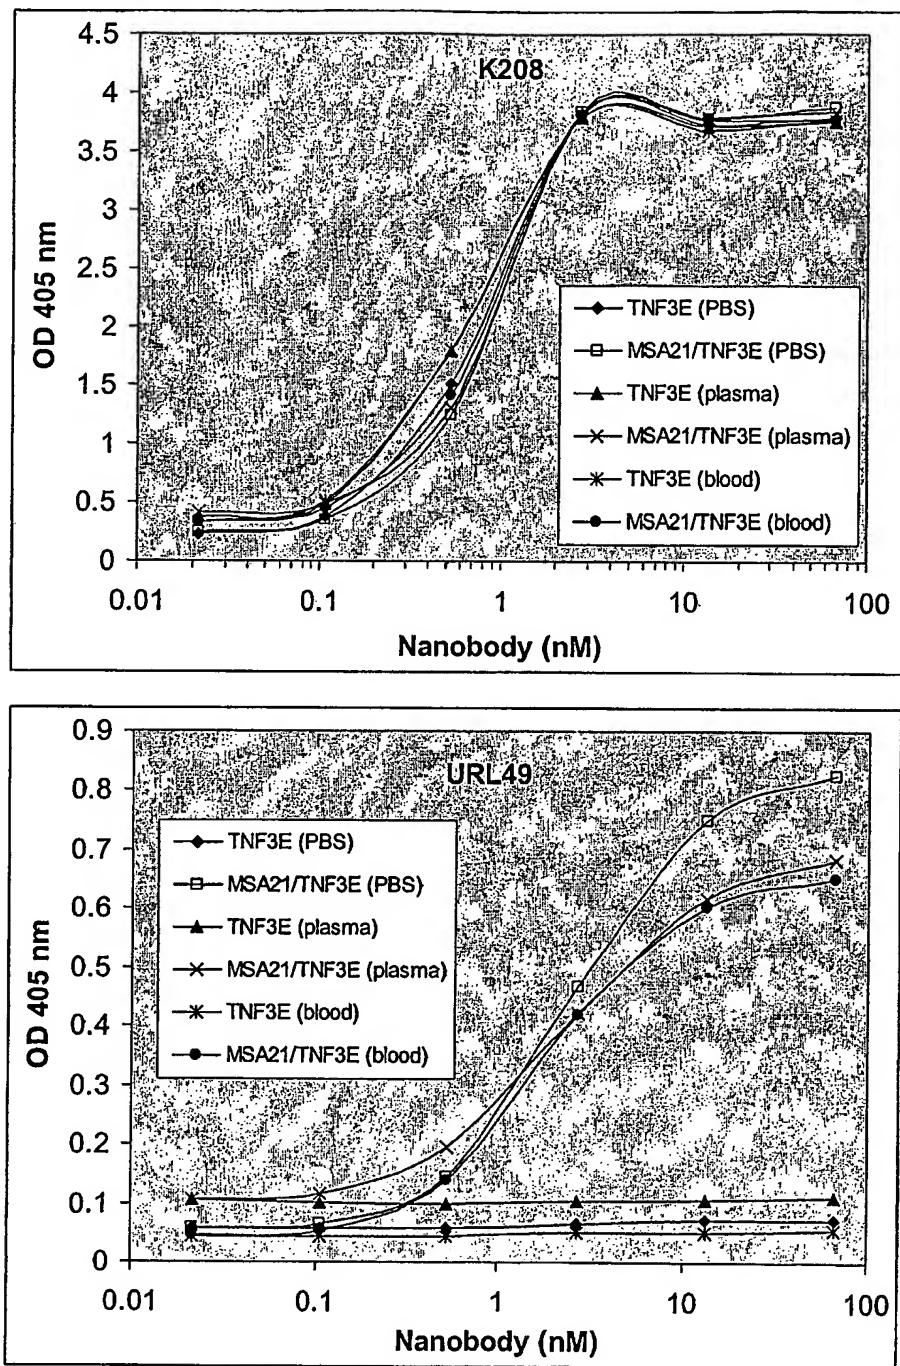 K208
4.5
4
3.5
3
2.5
2
1.5
1
0.5
0
OD 405 nm
TNF3E (PBS)
MSA21/TNF3E (PBS)
TNF3E (plasma)
MSA21/TNF3E (plasma)
TNF3E (blood)
MSA21/TNF3E (blood)
0.01 0.1 1 10 100
Nanobody (nM)
URL49
0.9
0.8
0.7
0.6
0.5
0.4
0.3
0.2
0.1
0
OD 405 nm
TNF3E (PBS)
MSA21/TNF3E (PBS)
TNF3E (plasma)
MSA21/TNF3E (plasma)
TNF3E (blood)
MSA21/TNF3E (blood)
0.01 0.1 1 10 100
Nanobody (nM)